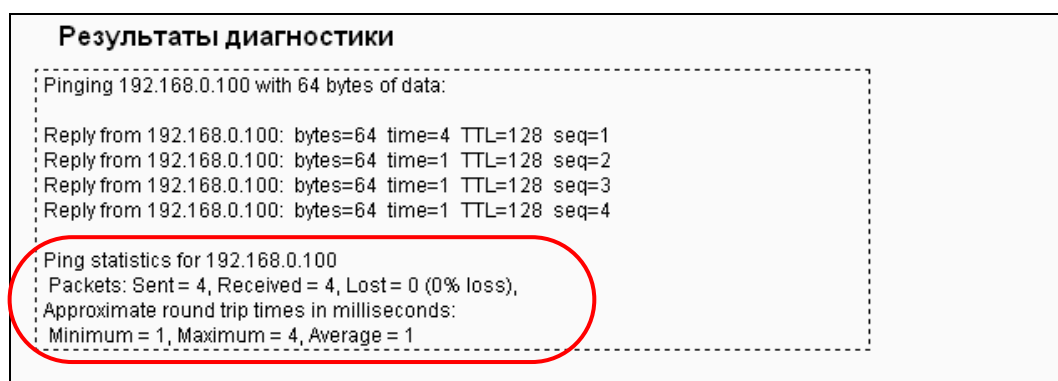 Результаты диагностики
Pinging 192.168.0.100 with 64 bytes of data:
Reply from 192.168.0.100: bytes=64 time=4 TTL=128 seq=1
Reply from 192.168.0.100: bytes=64 time=1 TTL=128 seq=2
Reply from 192.168.0.100: bytes=64 time=1 TTL=128 seq=3
Reply from 192.168.0.100: bytes=64 time=1 TTL=128 seq=4
Ping statistics for 192.168.0.100
Packets: Sent = 4, Received = 4, Lost = 0 (0% loss),
Approximate round trip times in milliseconds:
Minimum = 1, Maximum = 4, Average = 1